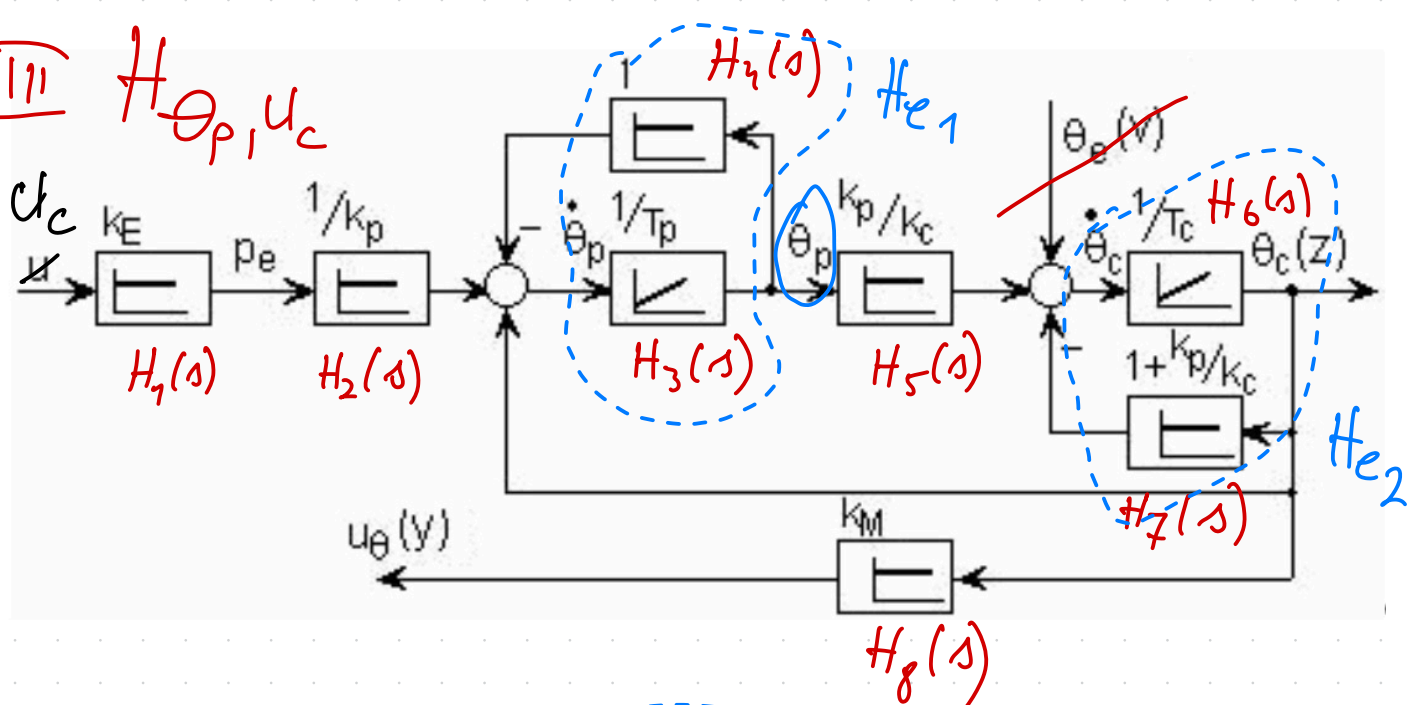 III H_θp,uc
H4(s)
1
He1
θe(v)
uc
u
kE
1/kp
pe
θ̇p
1/Tp
θp
kp/kc
θ̇c
1/Tc
H6(s)
θc(z)
H1(s)
H2(s)
H3(s)
H5(s)
1+kp/kc
He2
H7(s)
uθ(y)
kM
H8(s)